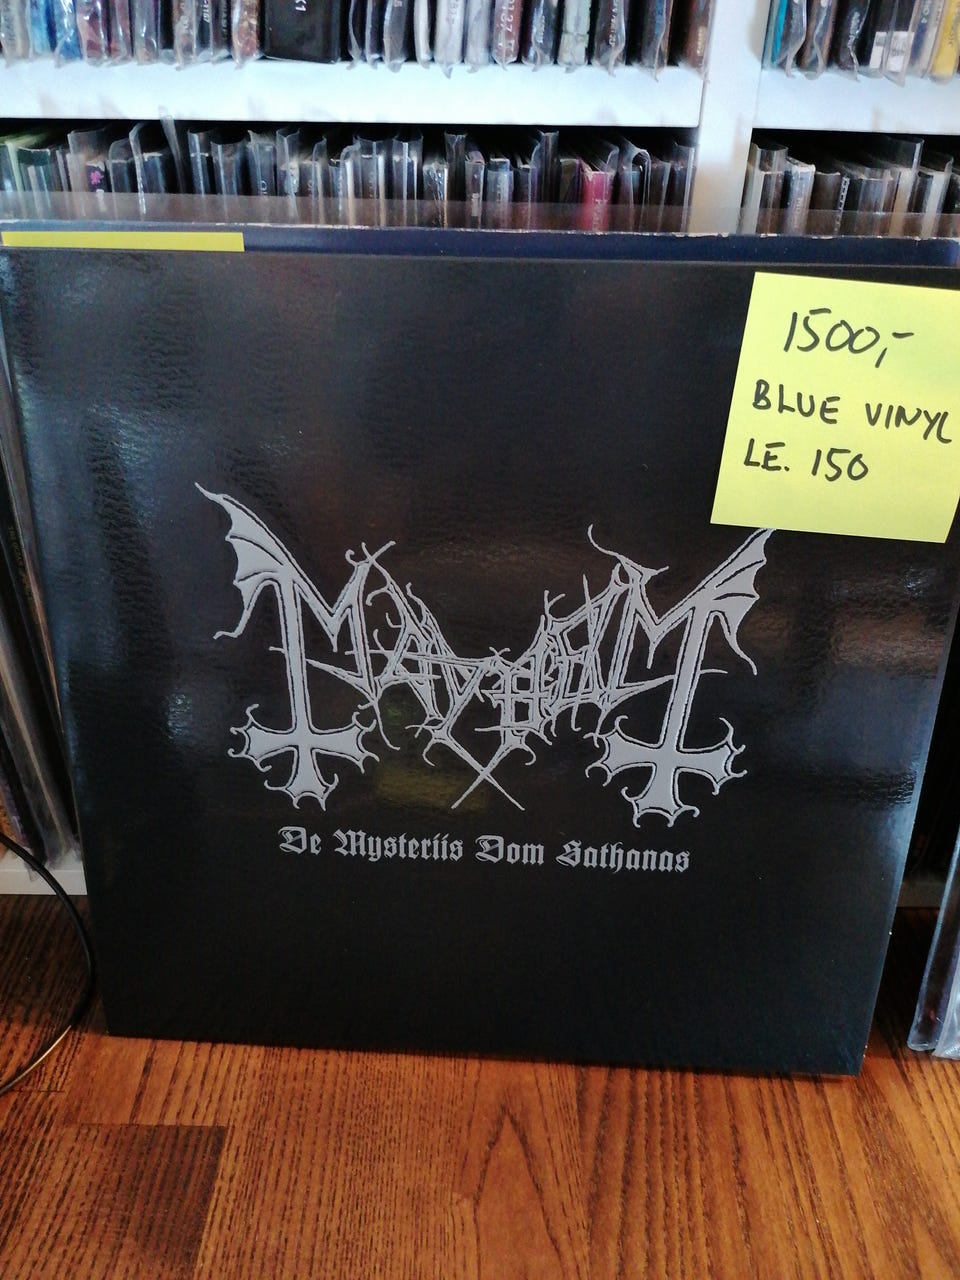 1500,-
BLUE VINYL
LE. 150
MAYHEM
De Mysteriis Dom Sathanas